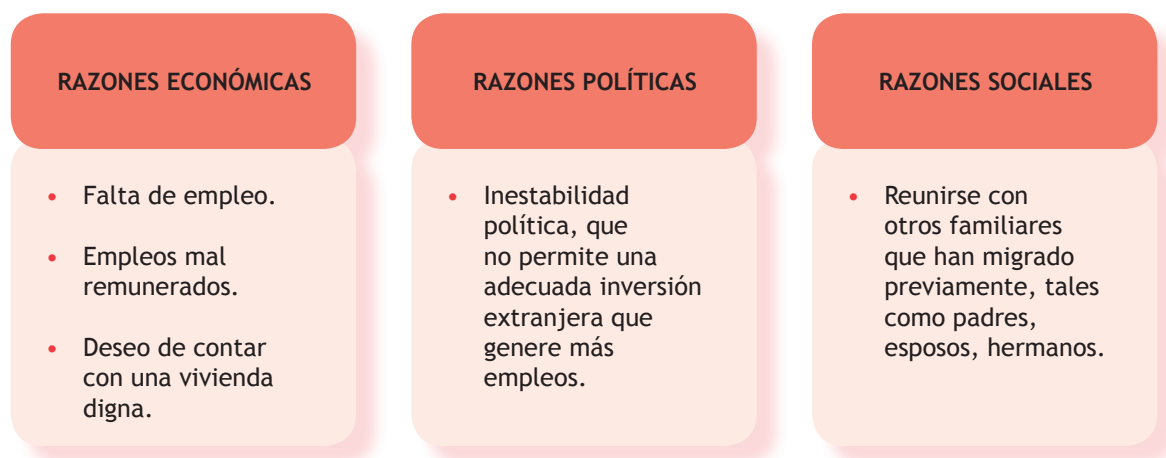 RAZONES ECONÓMICAS
• Falta de empleo.
• Empleos mal
remunerados.
• Deseo de contar
con una vivienda
digna.
RAZONES POLÍTICAS
• Inestabilidad
política, que
no permite una
adecuada inversión
extranjera que
genere más
empleos.
RAZONES SOCIALES
• Reunirse con
otros familiares
que han migrado
previamente, tales
como padres,
esposos, hermanos.